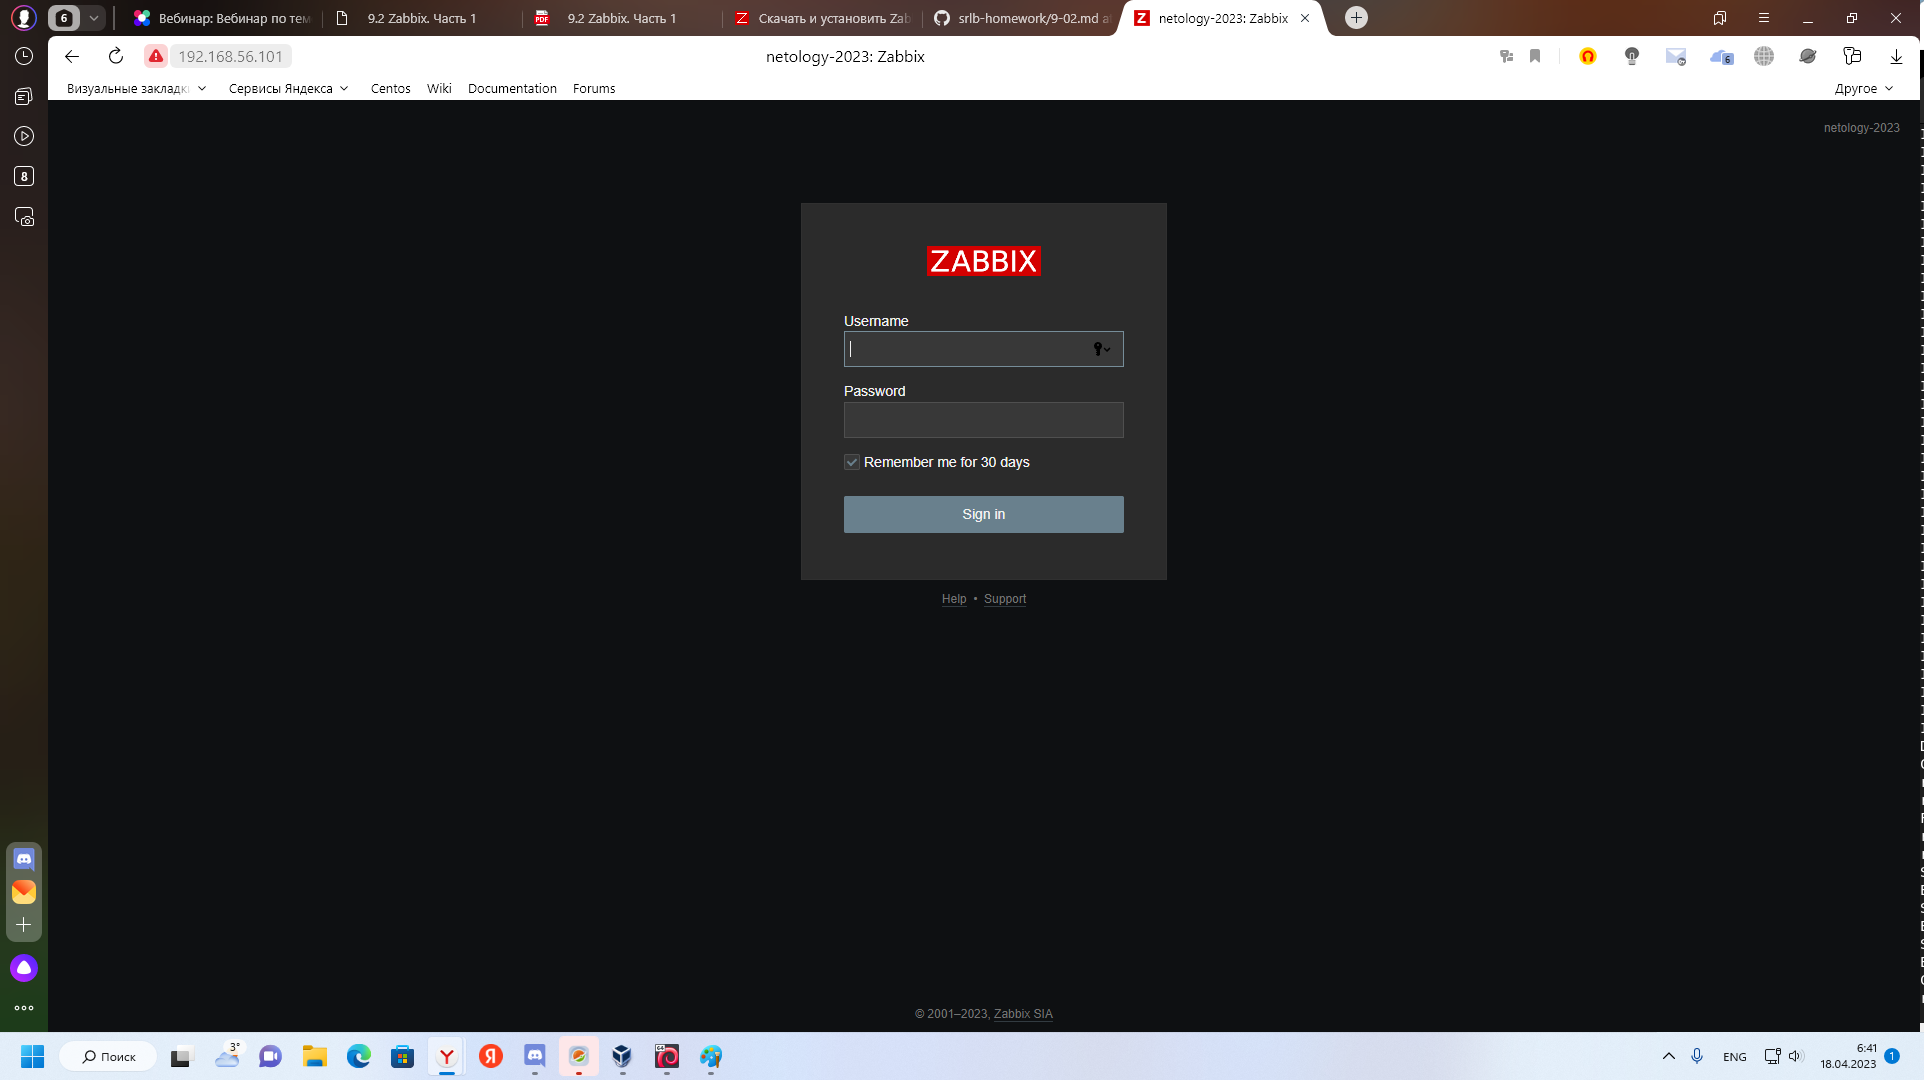 6
Вебинар: Вебинар по тем
9.2 Zabbix. Часть 1
9.2 Zabbix. Часть 1
Скачать и установить Zab
srlb-homework/9-02.md a
netology-2023: Zabbix
192.168.56.101
netology-2023: Zabbix
6
Визуальные закладк
Сервисы Яндекса
Centos
Wiki
Documentation
Forums
Другое
8
netology-2023
ZABBIX
Username
Password
Remember me for 30 days
Sign in
Help • Support
© 2001–2023, Zabbix SIA
Поиск
3°
ENG
6:41
18.04.2023
1